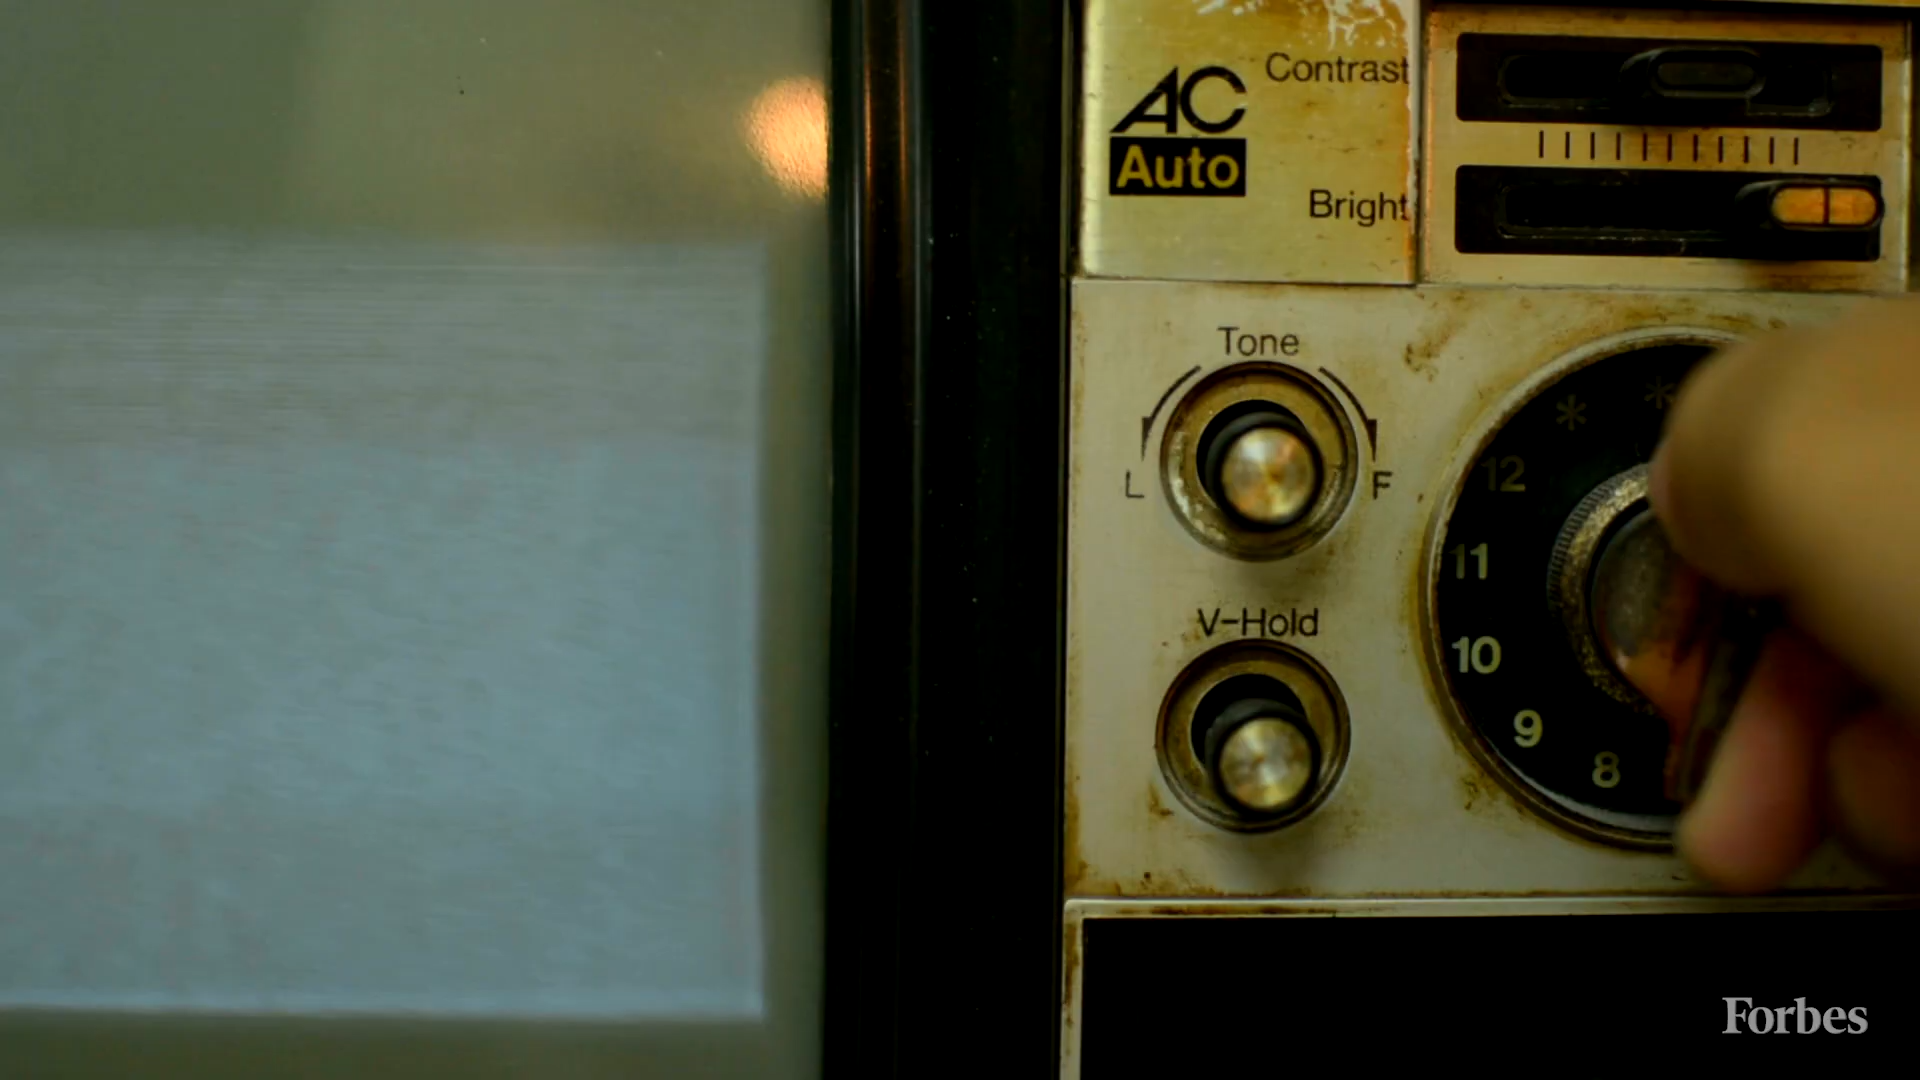 AC
Auto
Contrast
Bright
Tone
L
F
V-Hold
*
*
12
11
10
9
8
Forbes